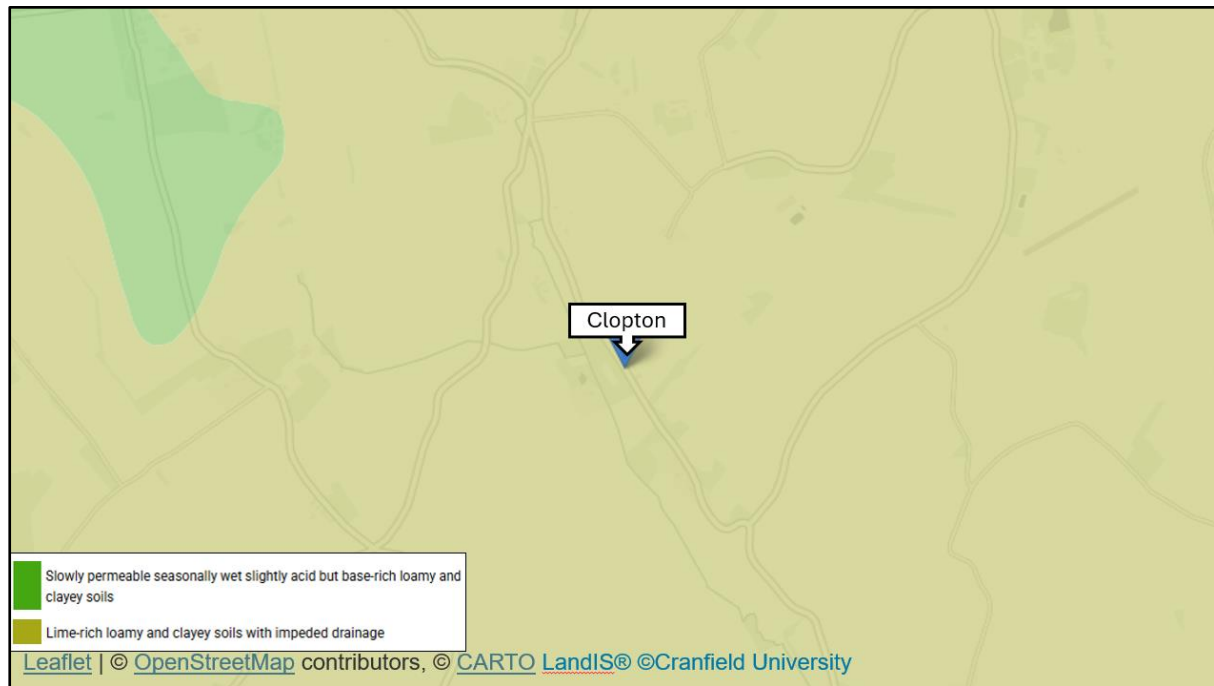 Clopton
Slowly permeable seasonally wet slightly acid but base-rich loamy and
clayey soils
Lime-rich loamy and clayey soils with impeded drainage
Leaflet | © OpenStreetMap contributors, © CARTO LandIS® ©Cranfield University